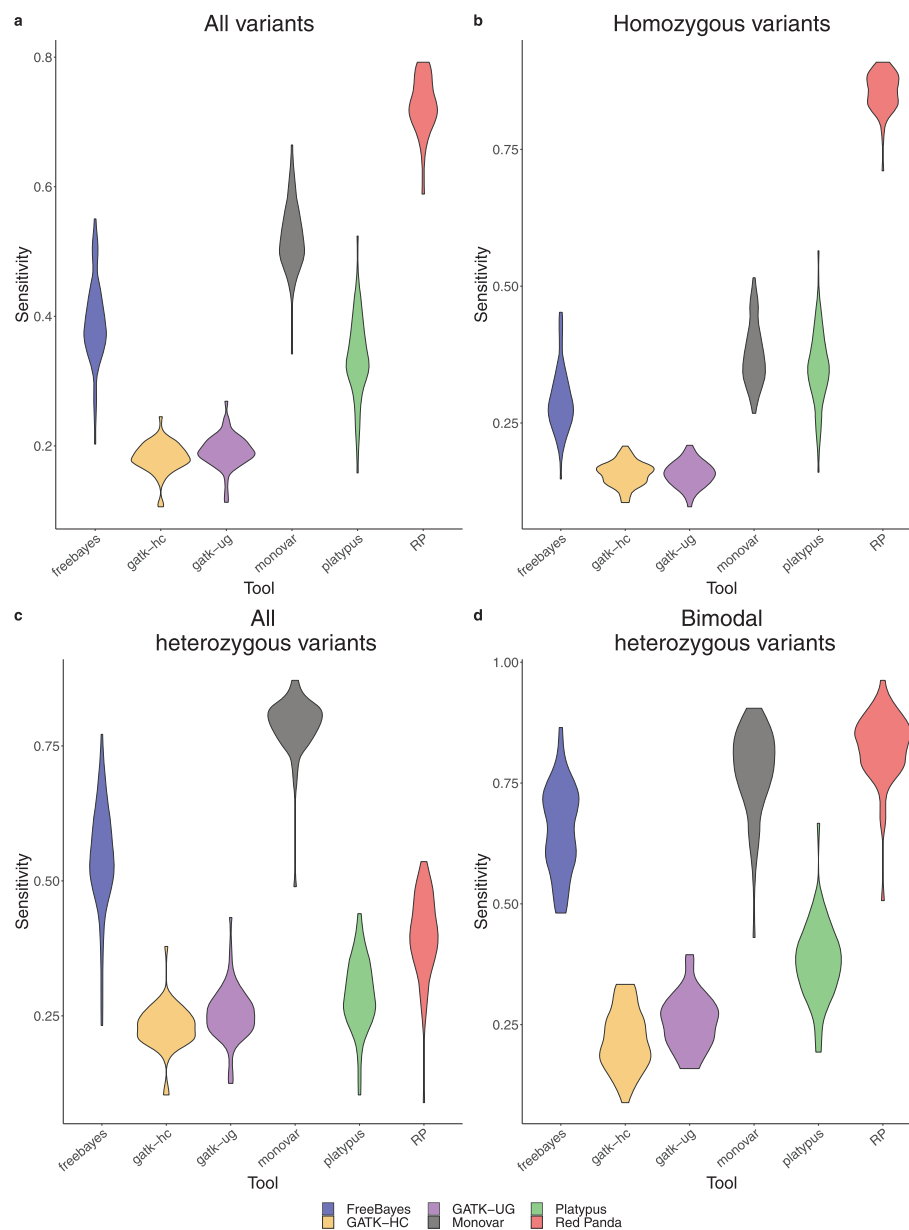 a
All variants
0.8
0.6
0.4
0.2
Sensitivity
freebayes
gatk-hc
gatk-ug
monovar
platypus
RP
Tool
b
Homozygous variants
0.75
0.50
0.25
Sensitivity
freebayes
gatk-hc
gatk-ug
monovar
platypus
RP
Tool
c
All
heterozygous variants
0.75
0.50
0.25
Sensitivity
freebayes
gatk-hc
gatk-ug
monovar
platypus
RP
Tool
d
Bimodal
heterozygous variants
1.00
0.75
0.50
0.25
Sensitivity
freebayes
gatk-hc
gatk-ug
monovar
platypus
RP
Tool
FreeBayes GATK-UG Platypus
GATK-HC Monovar Red Panda